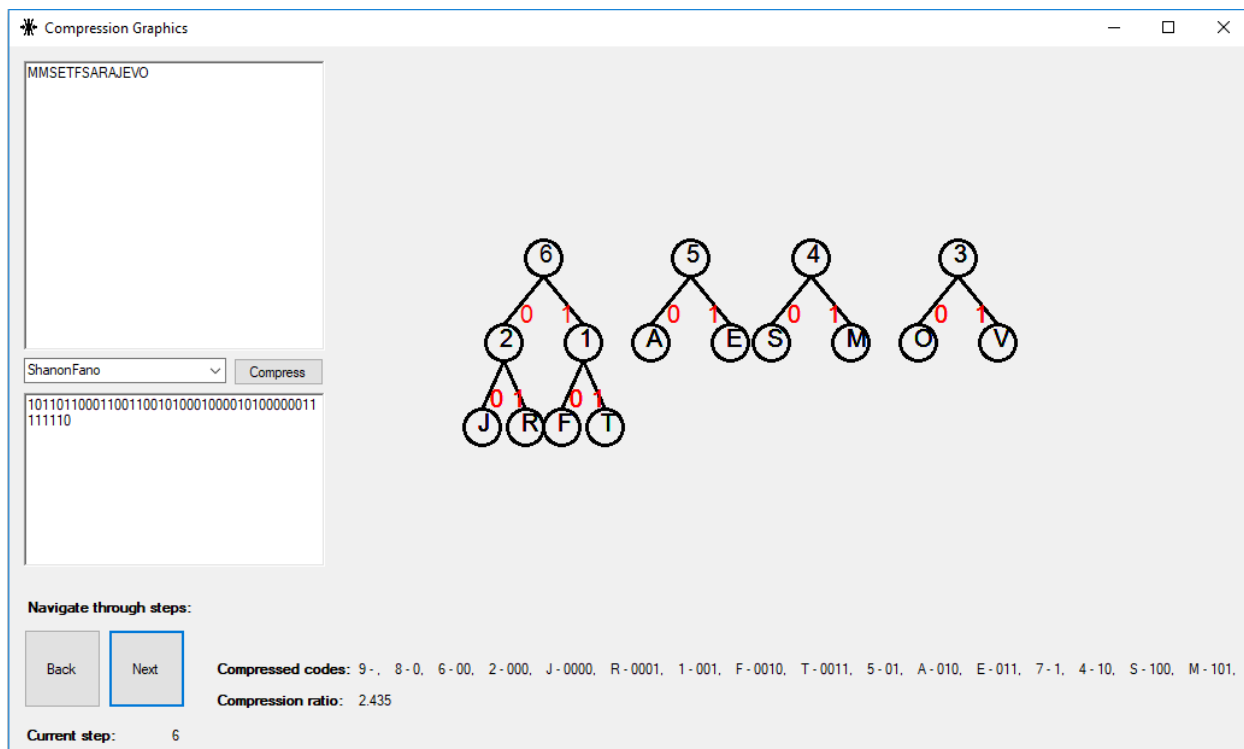 Compression Graphics
MMSETFSARAJEVO
ShanonFano
Compress
1011011000110011001010001000010100000011
111110
6 5 4 3
0 1 0 1 0 1 0 1
2 1 A E S M O V
0 1 0 1
J R F T
Navigate through steps:
Back
Next
Compressed codes: 9 -, 8 - 0, 6 - 00, 2 - 000, J - 0000, R - 0001, 1 - 001, F - 0010, T - 0011, 5 - 01, A - 010, E - 011, 7 - 1, 4 - 10, S - 100, M - 101,
Compression ratio: 2.435
Current step: 6